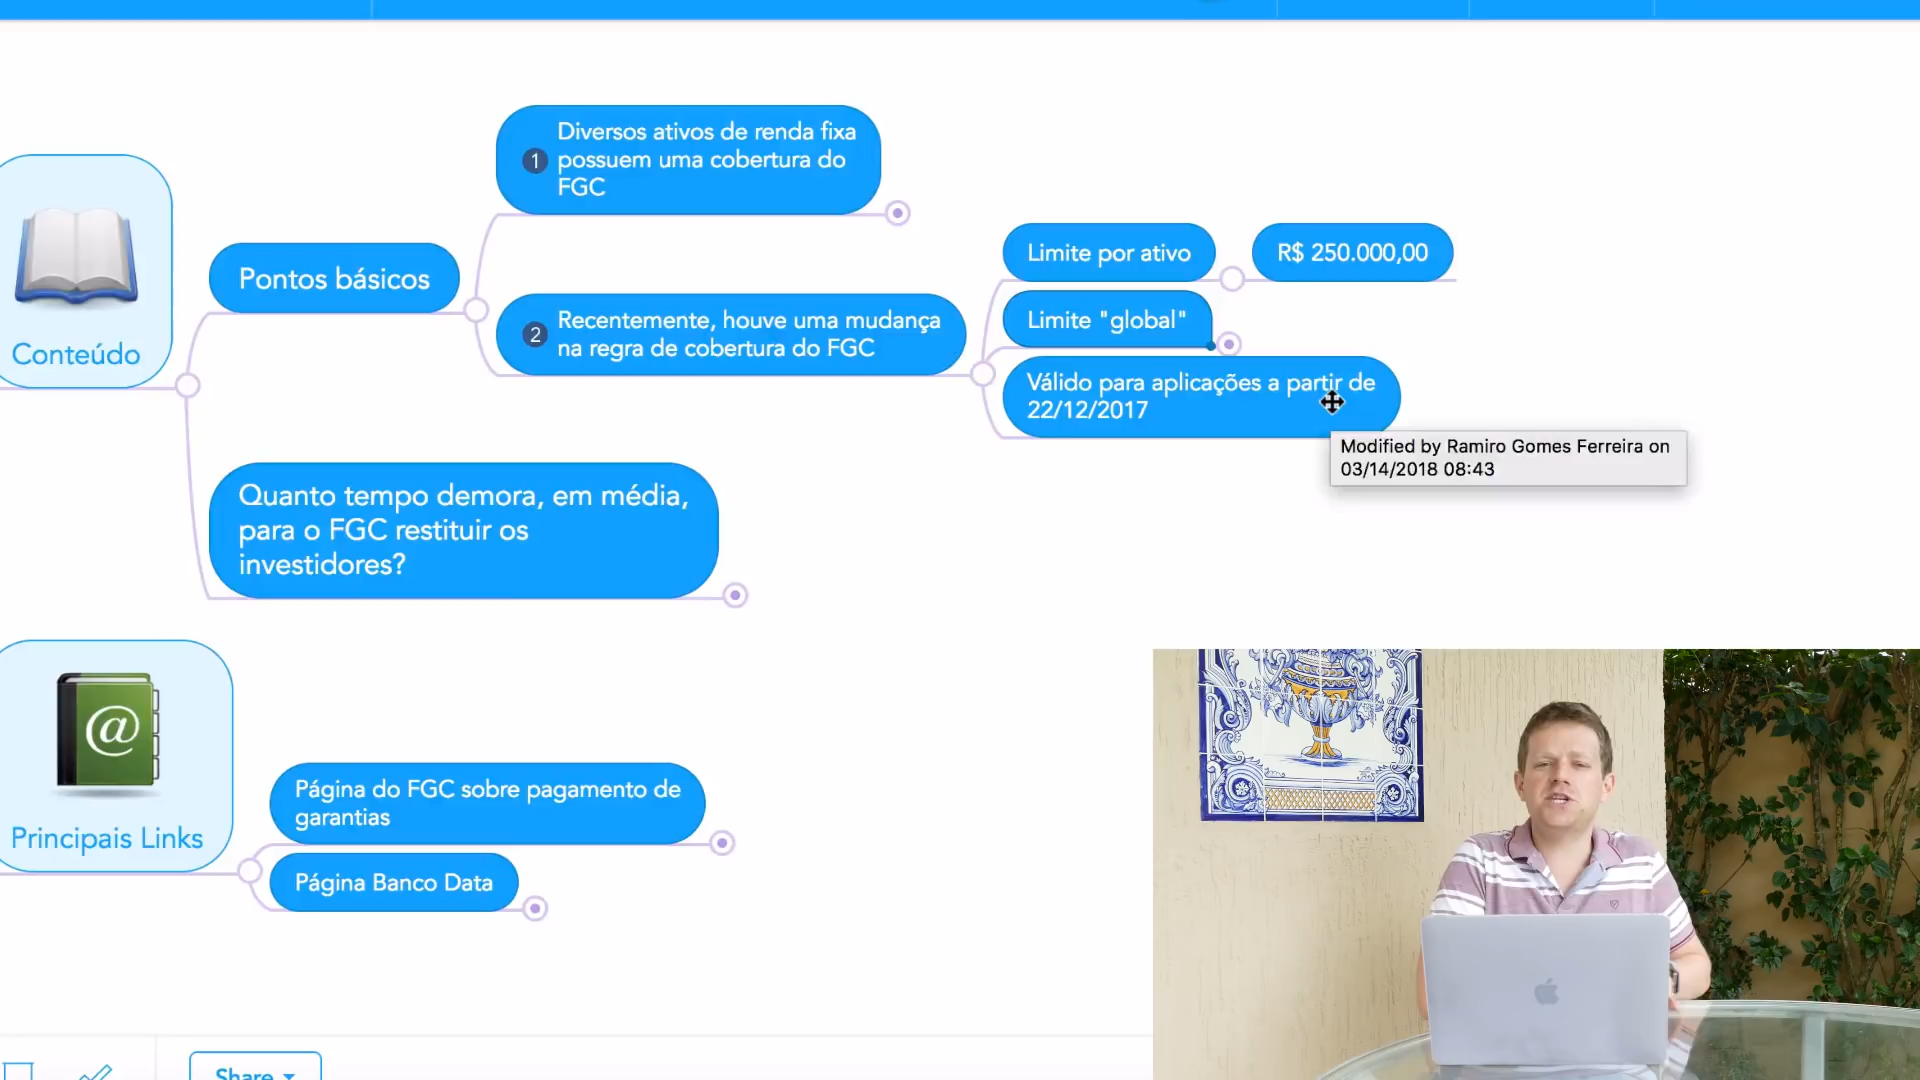 Conteúdo
Pontos básicos
1
Diversos ativos de renda fixa
possuem uma cobertura do
FGC
2
Recentemente, houve uma mudança
na regra de cobertura do FGC
Limite por ativo
R$ 250.000,00
Limite "global"
Válido para aplicações a partir de
22/12/2017
Modified by Ramiro Gomes Ferreira on
03/14/2018 08:43
Quanto tempo demora, em média,
para o FGC restituir os
investidores?
@
Principais Links
Página do FGC sobre pagamento de
garantias
Página Banco Data
Share